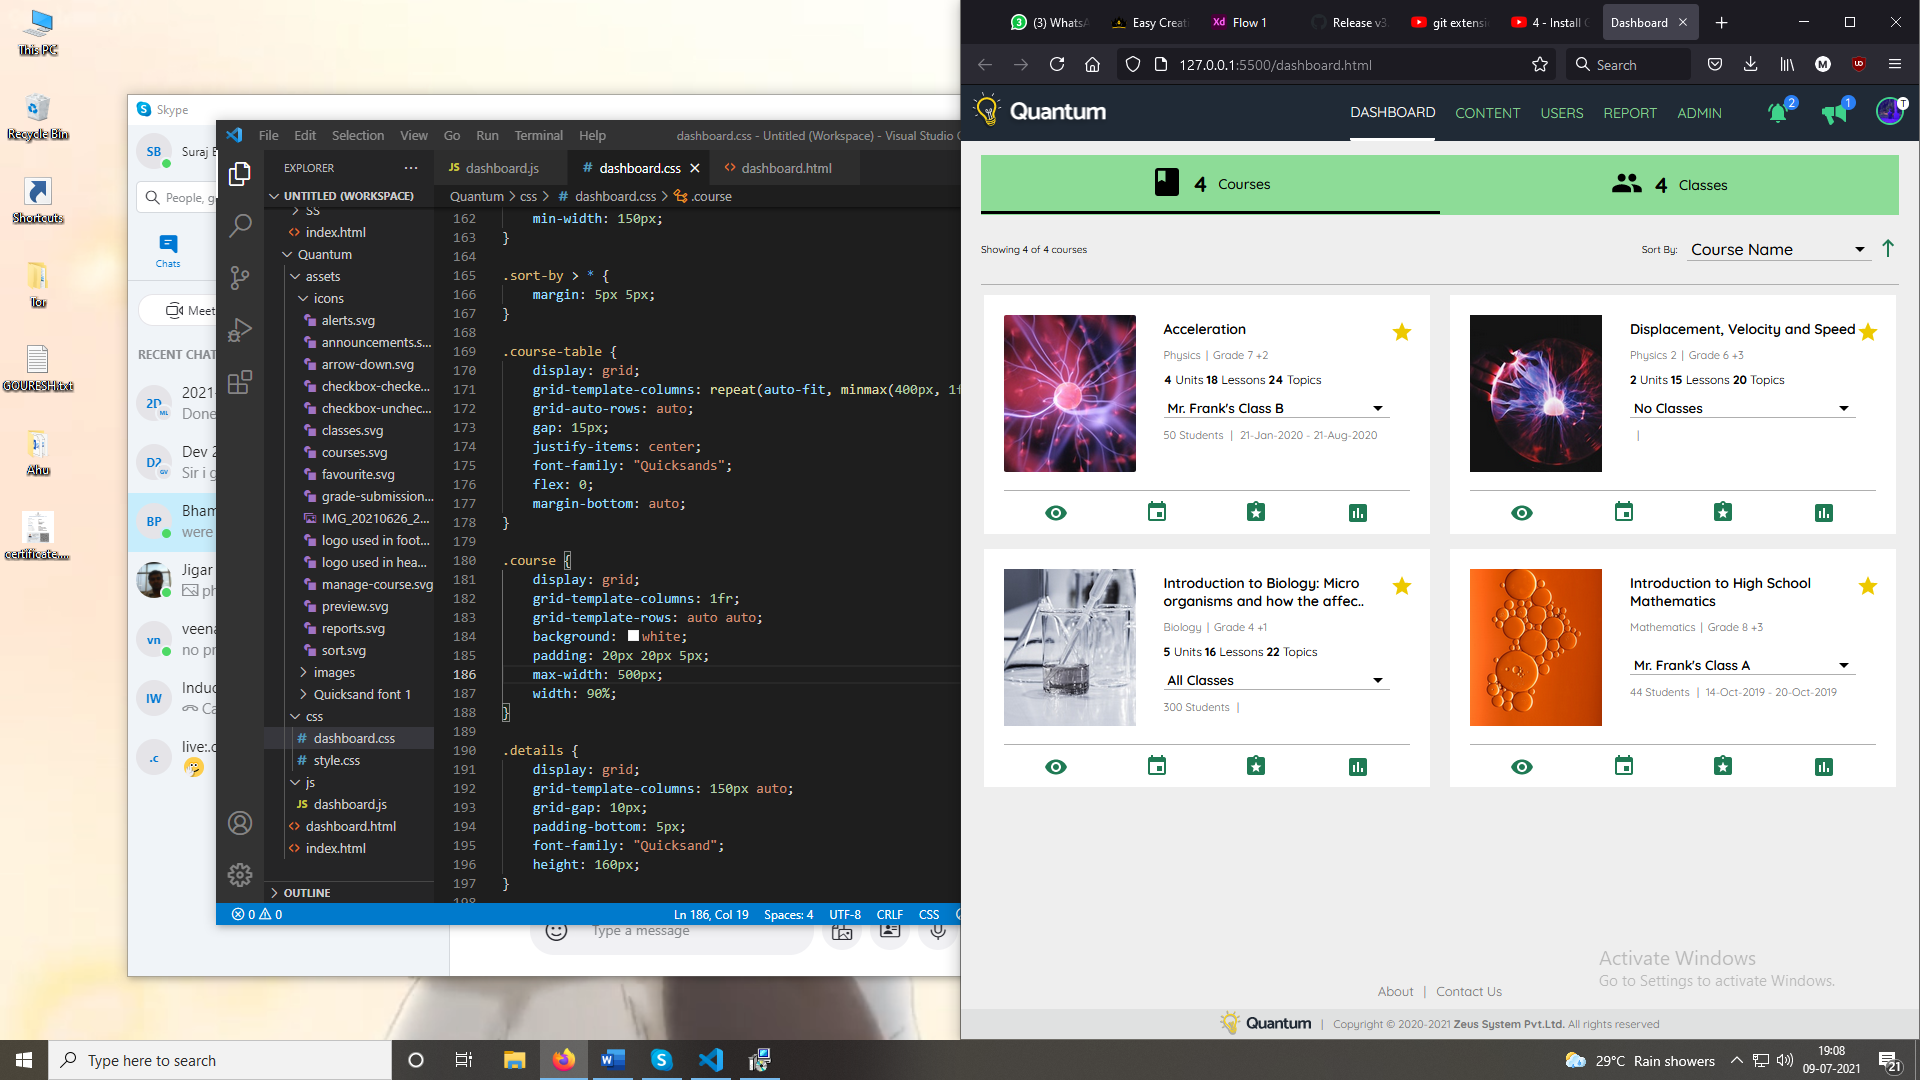 This PC
Recycle Bin
Shortcuts
Tor
GOURESH.txt
Ahu
certificate....
Skype
SB
Suraj B
People, g
Chats
Meet
RECENT CHAT
2D
ML
2021-
Done
D2
GV
Dev 2
Sir i g
BP
Bham
were
Jigar
ph
vn
veena
no pr
IW
Induc
Ca
.c
live:.c
Type a message
File Edit Selection View Go Run Terminal Help
dashboard.css - Untitled (Workspace) - Visual Studio C
EXPLORER ...
UNTITLED (WORKSPACE)
SS
index.html
Quantum
assets
icons
alerts.svg
announcements.s...
arrow-down.svg
checkbox-checke...
checkbox-unchec...
classes.svg
courses.svg
favourite.svg
grade-submission...
IMG_20210626_2...
logo used in foot...
logo used in hea...
manage-course.svg
preview.svg
reports.svg
sort.svg
images
Quicksand font 1
css
# dashboard.css
# style.css
js
JS dashboard.js
<> dashboard.html
<> index.html
OUTLINE
JS dashboard.js # dashboard.css <> dashboard.html
Quantum > css > # dashboard.css > .course
162 min-width: 150px;
163 }
164
165 .sort-by > * {
166 margin: 5px 5px;
167 }
168
169 .course-table {
170 display: grid;
171 grid-template-columns: repeat(auto-fit, minmax(400px, 1f
172 grid-auto-rows: auto;
173 gap: 15px;
174 justify-items: center;
175 font-family: "Quicksands";
176 flex: 0;
177 margin-bottom: auto;
178 }
179
180 .course {
181 display: grid;
182 grid-template-columns: 1fr;
183 grid-template-rows: auto auto;
184 background: white;
185 padding: 20px 20px 5px;
186 max-width: 500px;
187 width: 90%;
188 }
189
190 .details {
191 display: grid;
192 grid-template-columns: 150px auto;
193 grid-gap: 10px;
194 padding-bottom: 5px;
195 font-family: "Quicksand";
196 height: 160px;
197 }
198
0 0
Ln 186, Col 19 Spaces: 4 UTF-8 CRLF CSS
3 (3) WhatsA Easy Creati Xd Flow 1 Release v3. git extensi 4 - Install G Dashboard
127.0.0.1:5500/dashboard.html
Search
M
Quantum
DASHBOARD CONTENT USERS REPORT ADMIN
2 1 T
4 Courses
4 Classes
Showing 4 of 4 courses
Sort By: Course Name
Acceleration
Physics | Grade 7 +2
4 Units 18 Lessons 24 Topics
Mr. Frank's Class B
50 Students | 21-Jan-2020 - 21-Aug-2020
Displacement, Velocity and Speed
Physics 2 | Grade 6 +3
2 Units 15 Lessons 20 Topics
No Classes
|
Introduction to Biology: Micro
organisms and how the affec..
Biology | Grade 4 +1
5 Units 16 Lessons 22 Topics
All Classes
300 Students |
Introduction to High School
Mathematics
Mathematics | Grade 8 +3
Mr. Frank's Class A
44 Students | 14-Oct-2019 - 20-Oct-2019
Activate Windows
Go to Settings to activate Windows.
About | Contact Us
Quantum | Copyright © 2020-2021 Zeus System Pvt.Ltd. All rights reserved
Type here to search
29°C Rain showers
19:08
09-07-2021
21